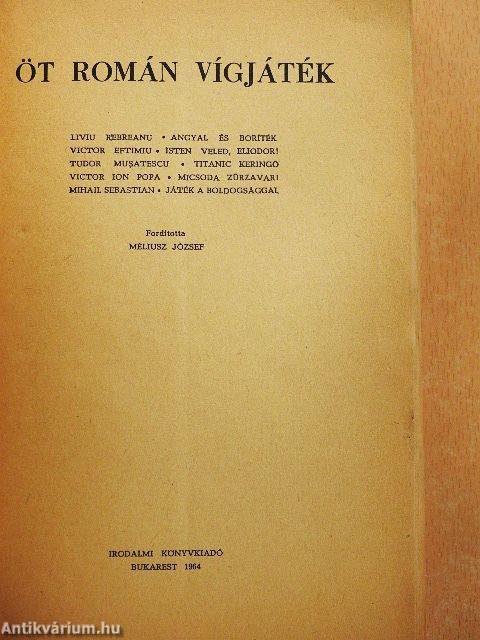 ÖT ROMÁN VÍGJÁTÉK
LIVIU REBREANU • ANGYAL ÉS BORÍTÉK
VICTOR EFTIMIU • ISTEN VELED, ELIODOR!
TUDOR MUŞATESCU • TITANIC KERINGŐ
VICTOR ION POPA • MICSODA ZŰRZAVAR!
MIHAIL SEBASTIAN • JÁTÉK A BOLDOGSÁGGAL
Fordította
MÉLIUSZ JÓZSEF
IRODALMI KÖNYVKIADÓ
BUKAREST 1964
Antikvárium.hu